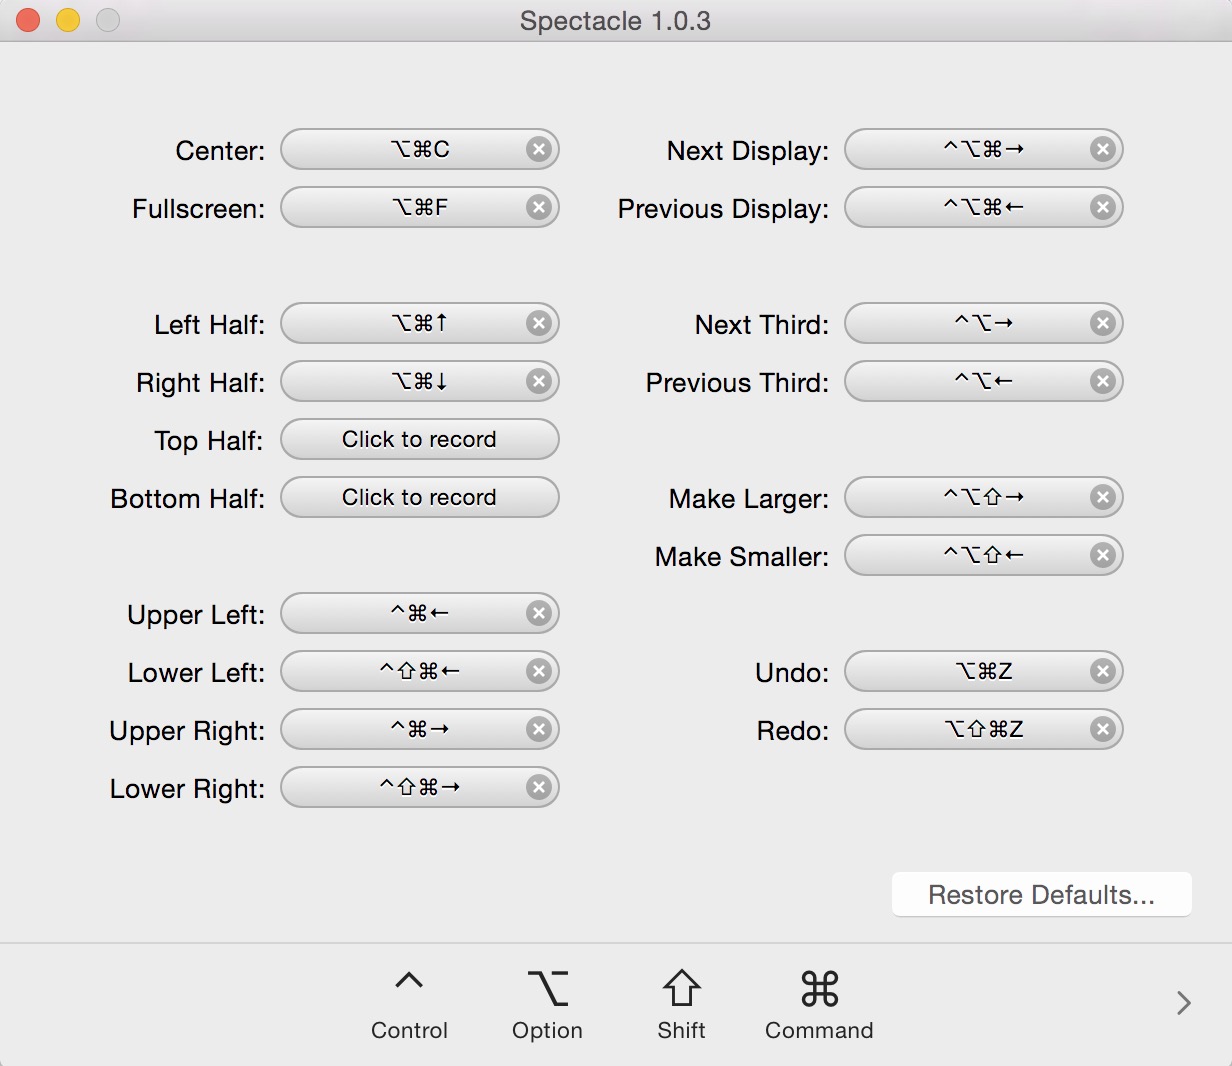 Spectacle 1.0.3
Center: ⌥⌘C
Fullscreen: ⌥⌘F
Left Half: ⌥⌘↑
Right Half: ⌥⌘↓
Top Half: Click to record
Bottom Half: Click to record
Upper Left: ^⌘←
Lower Left: ^⇧⌘←
Upper Right: ^⌘→
Lower Right: ^⇧⌘→
Next Display: ^⌥⌘→
Previous Display: ^⌥⌘←
Next Third: ^⌥→
Previous Third: ^⌥←
Make Larger: ^⌥⇧→
Make Smaller: ^⌥⇧←
Undo: ⌥⌘Z
Redo: ⌥⇧⌘Z
Restore Defaults...
^ ⌥ ⇧ ⌘
Control Option Shift Command